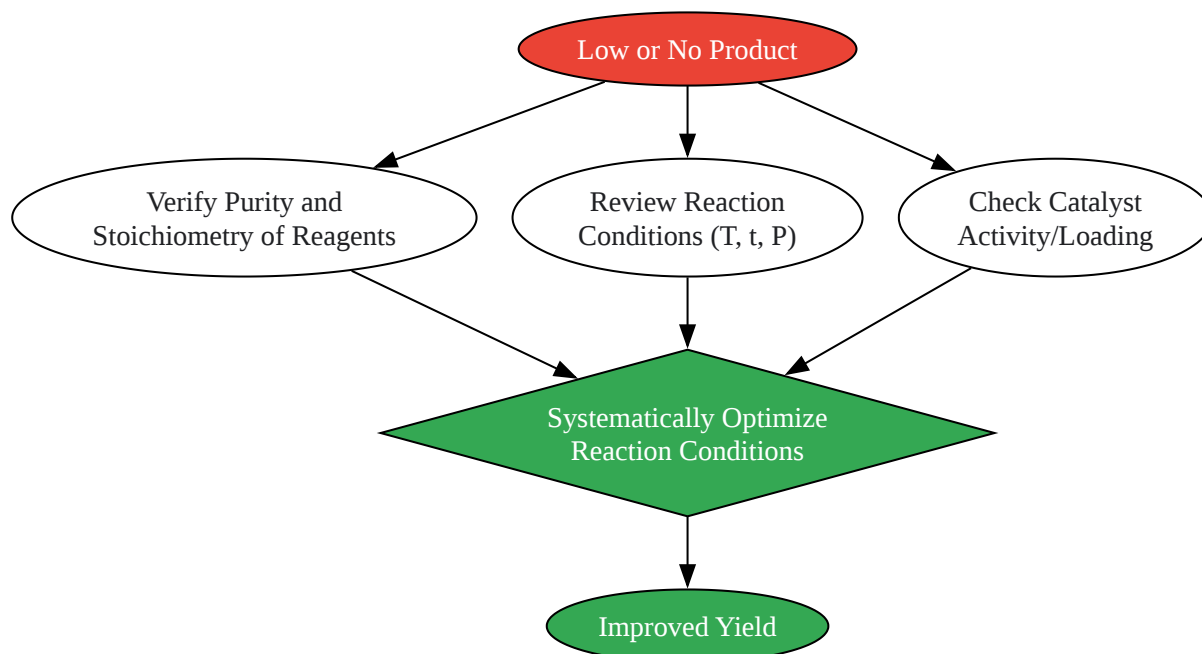 Low or No Product
Verify Purity and
Stoichiometry of Reagents
Review Reaction
Conditions (T, t, P)
Check Catalyst
Activity/Loading
Systematically Optimize
Reaction Conditions
Improved Yield